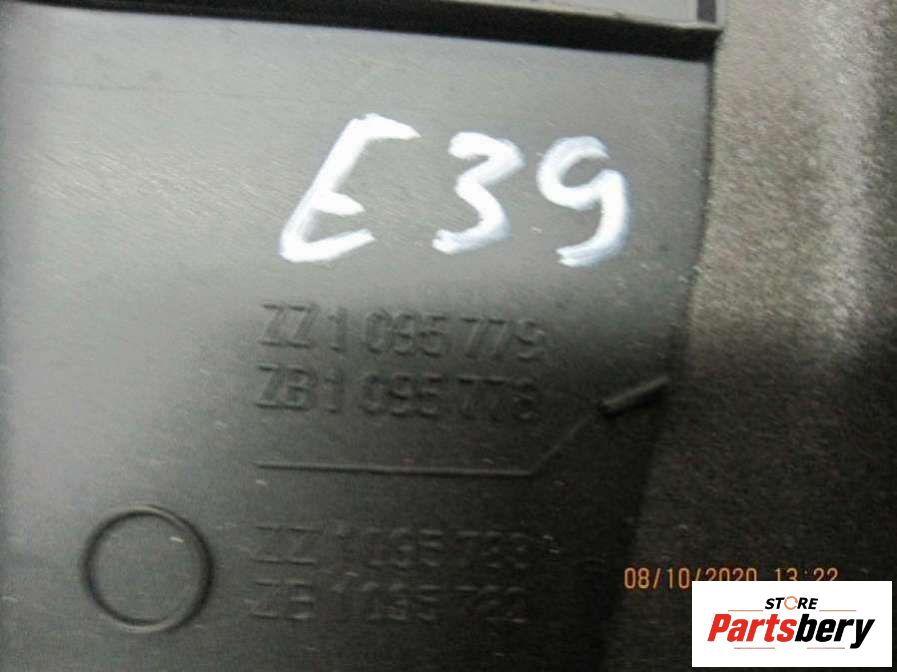 E39
ZZ 1 095 779
ZB 1 095 778
08/10/2020 13:22
STORE
Partsbery